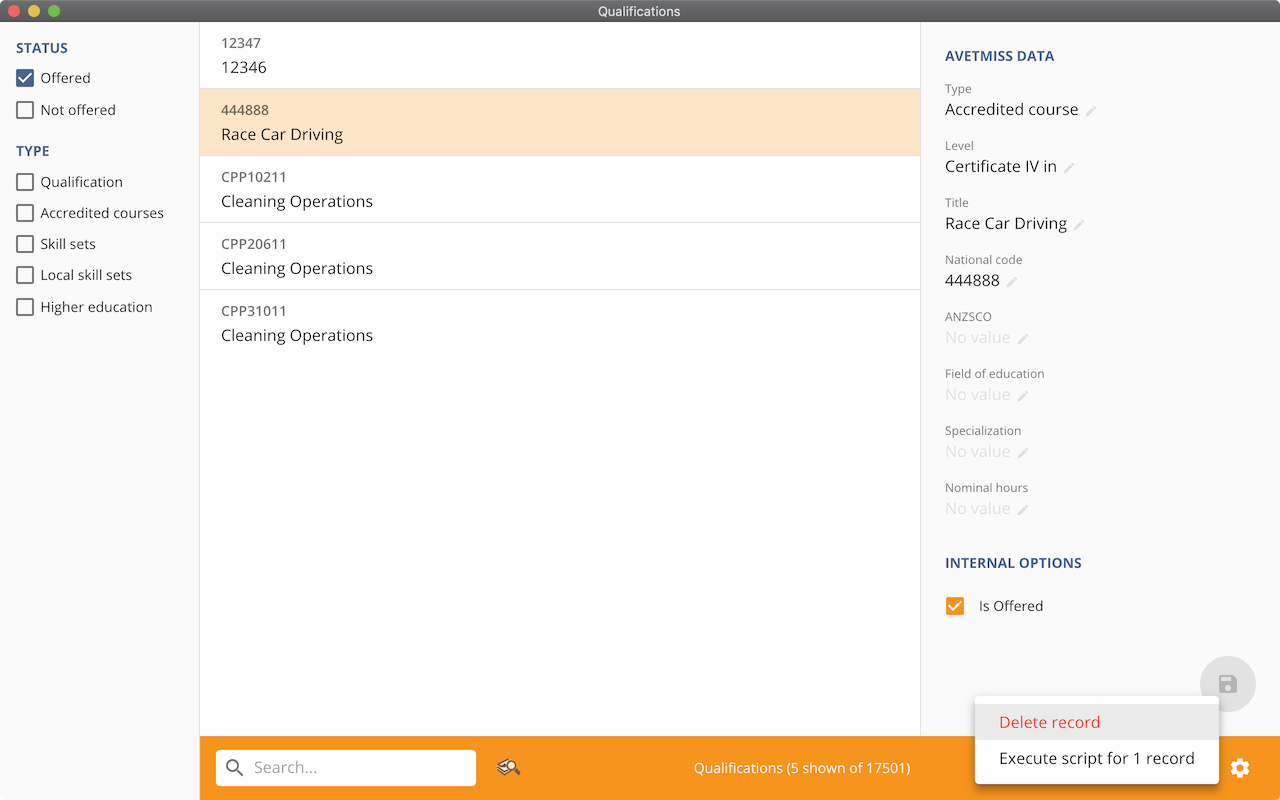 Qualifications
STATUS
Offered
Not offered
TYPE
Qualification
Accredited courses
Skill sets
Local skill sets
Higher education
12347
12346
444888
Race Car Driving
CPP10211
Cleaning Operations
CPP20611
Cleaning Operations
CPP31011
Cleaning Operations
AVETMISS DATA
Type
Accredited course
Level
Certificate IV in
Title
Race Car Driving
National code
444888
ANZSCO
No value
Field of education
No value
Specialization
No value
Nominal hours
No value
INTERNAL OPTIONS
Is Offered
Delete record
Execute script for 1 record
Search...
Qualifications (5 shown of 17501)